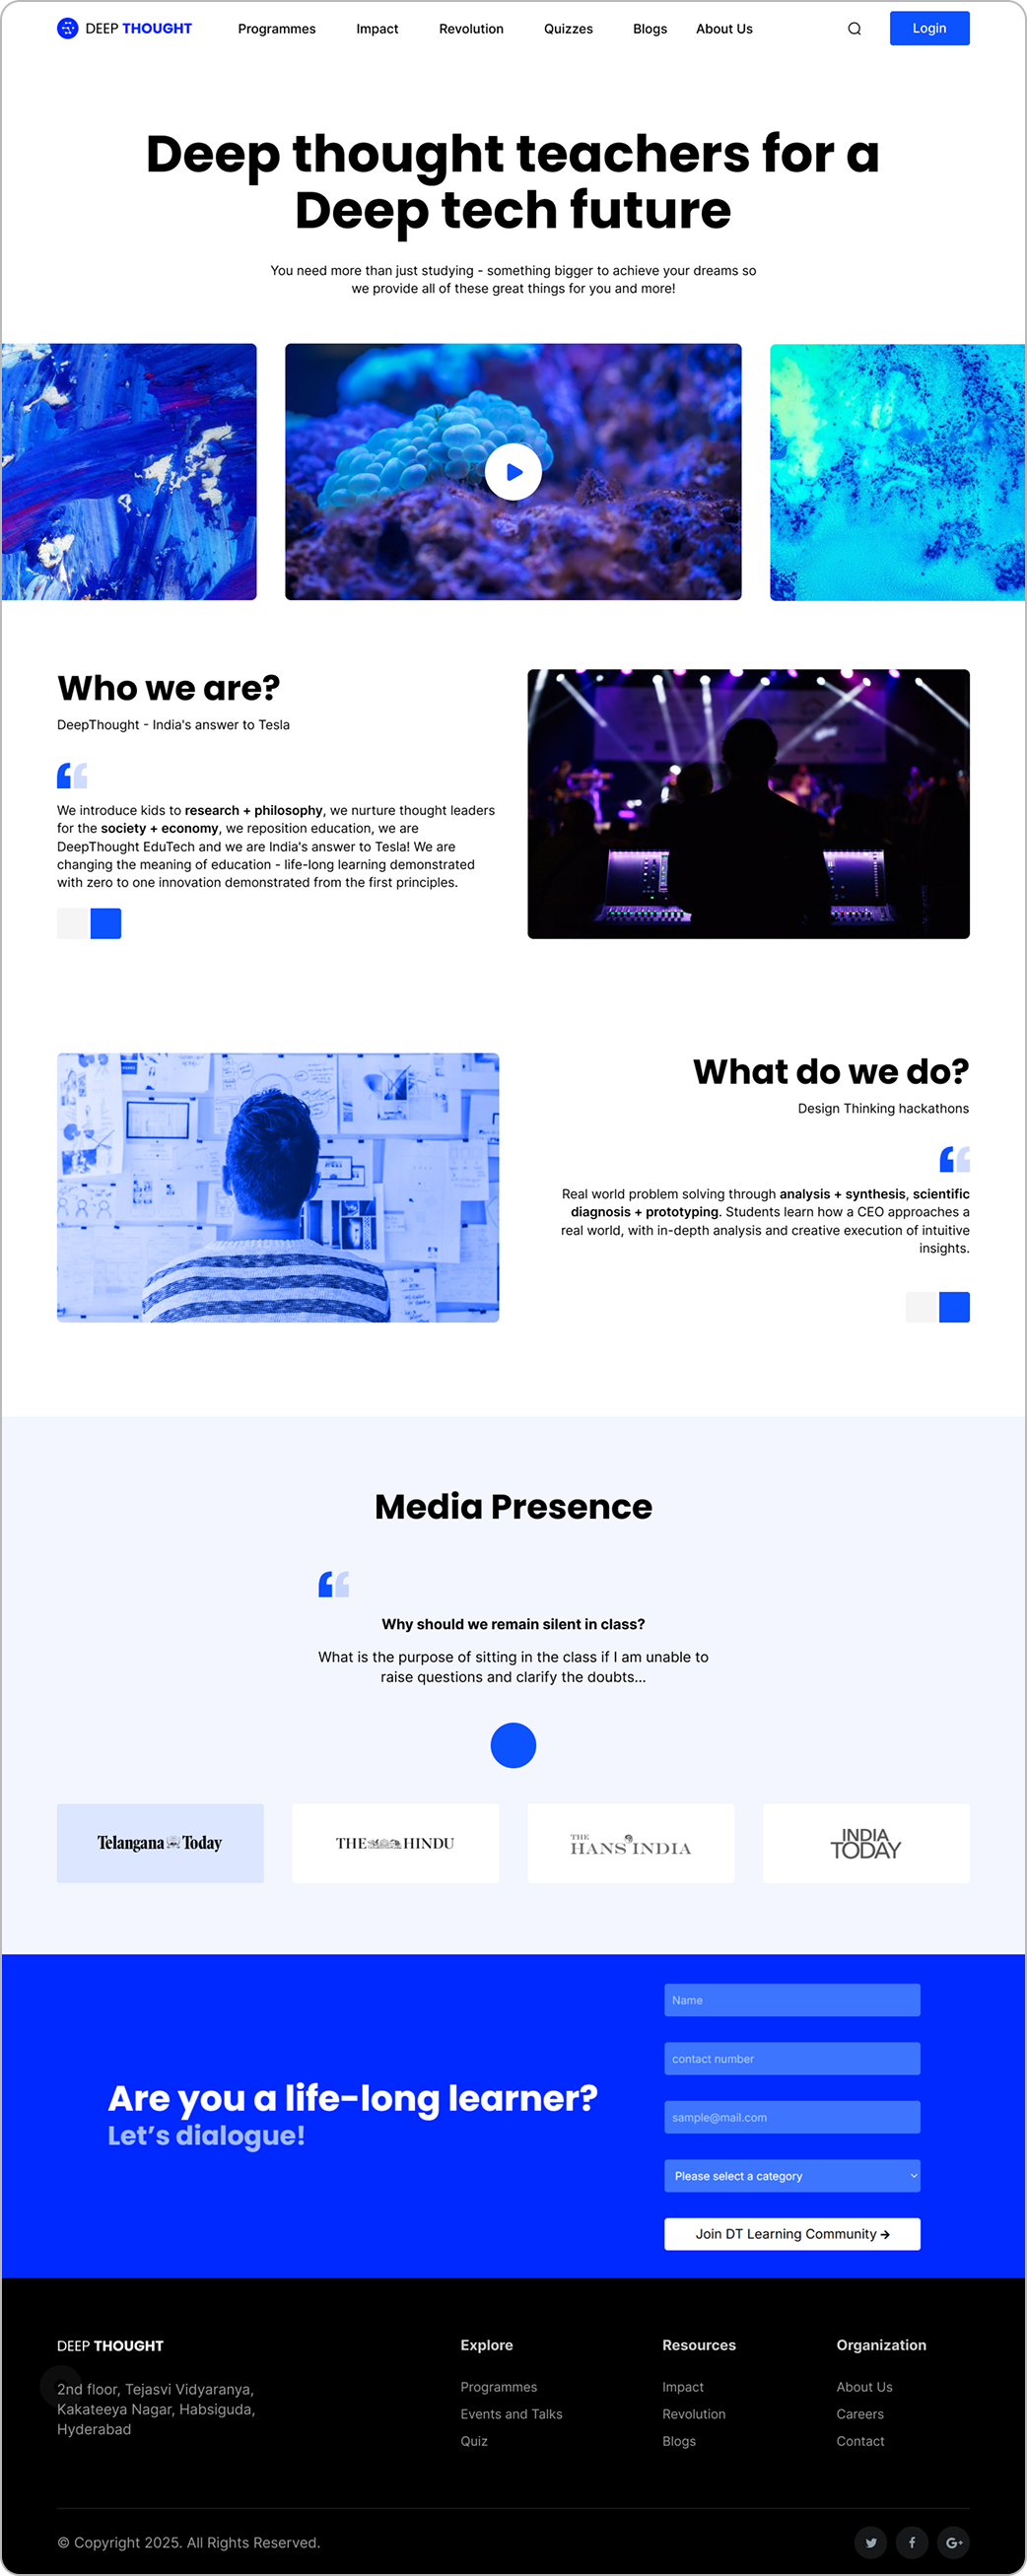 DEEP THOUGHT
Programmes
Impact
Revolution
Quizzes
Blogs
About Us
Login
Deep thought teachers for a
Deep tech future
You need more than just studying - something bigger to achieve your dreams so
we provide all of these great things for you and more!
Who we are?
DeepThought - India's answer to Tesla
We introduce kids to research + philosophy, we nurture thought leaders
for the society + economy, we reposition education, we are
DeepThought EduTech and we are India's answer to Tesla! We are
changing the meaning of education - life-long learning demonstrated
with zero to one innovation demonstrated from the first principles.
What do we do?
Design Thinking hackathons
Real world problem solving through analysis + synthesis, scientific
diagnosis + prototyping. Students learn how a CEO approaches a
real world, with in-depth analysis and creative execution of intuitive
insights.
Media Presence
Why should we remain silent in class?
What is the purpose of sitting in the class if I am unable to
raise questions and clarify the doubts...
Telangana Today
THE HINDU
THE
HANS INDIA
INDIA
TODAY
Are you a life-long learner?
Let's dialogue!
Name
contact number
sample@mail.com
Please select a category
Join DT Learning Community →
DEEP THOUGHT
2nd floor, Tejasvi Vidyaranya,
Kakateeya Nagar, Habsiguda,
Hyderabad
Explore
Programmes
Events and Talks
Quiz
Resources
Impact
Revolution
Blogs
Organization
About Us
Careers
Contact
© Copyright 2025. All Rights Reserved.
G+